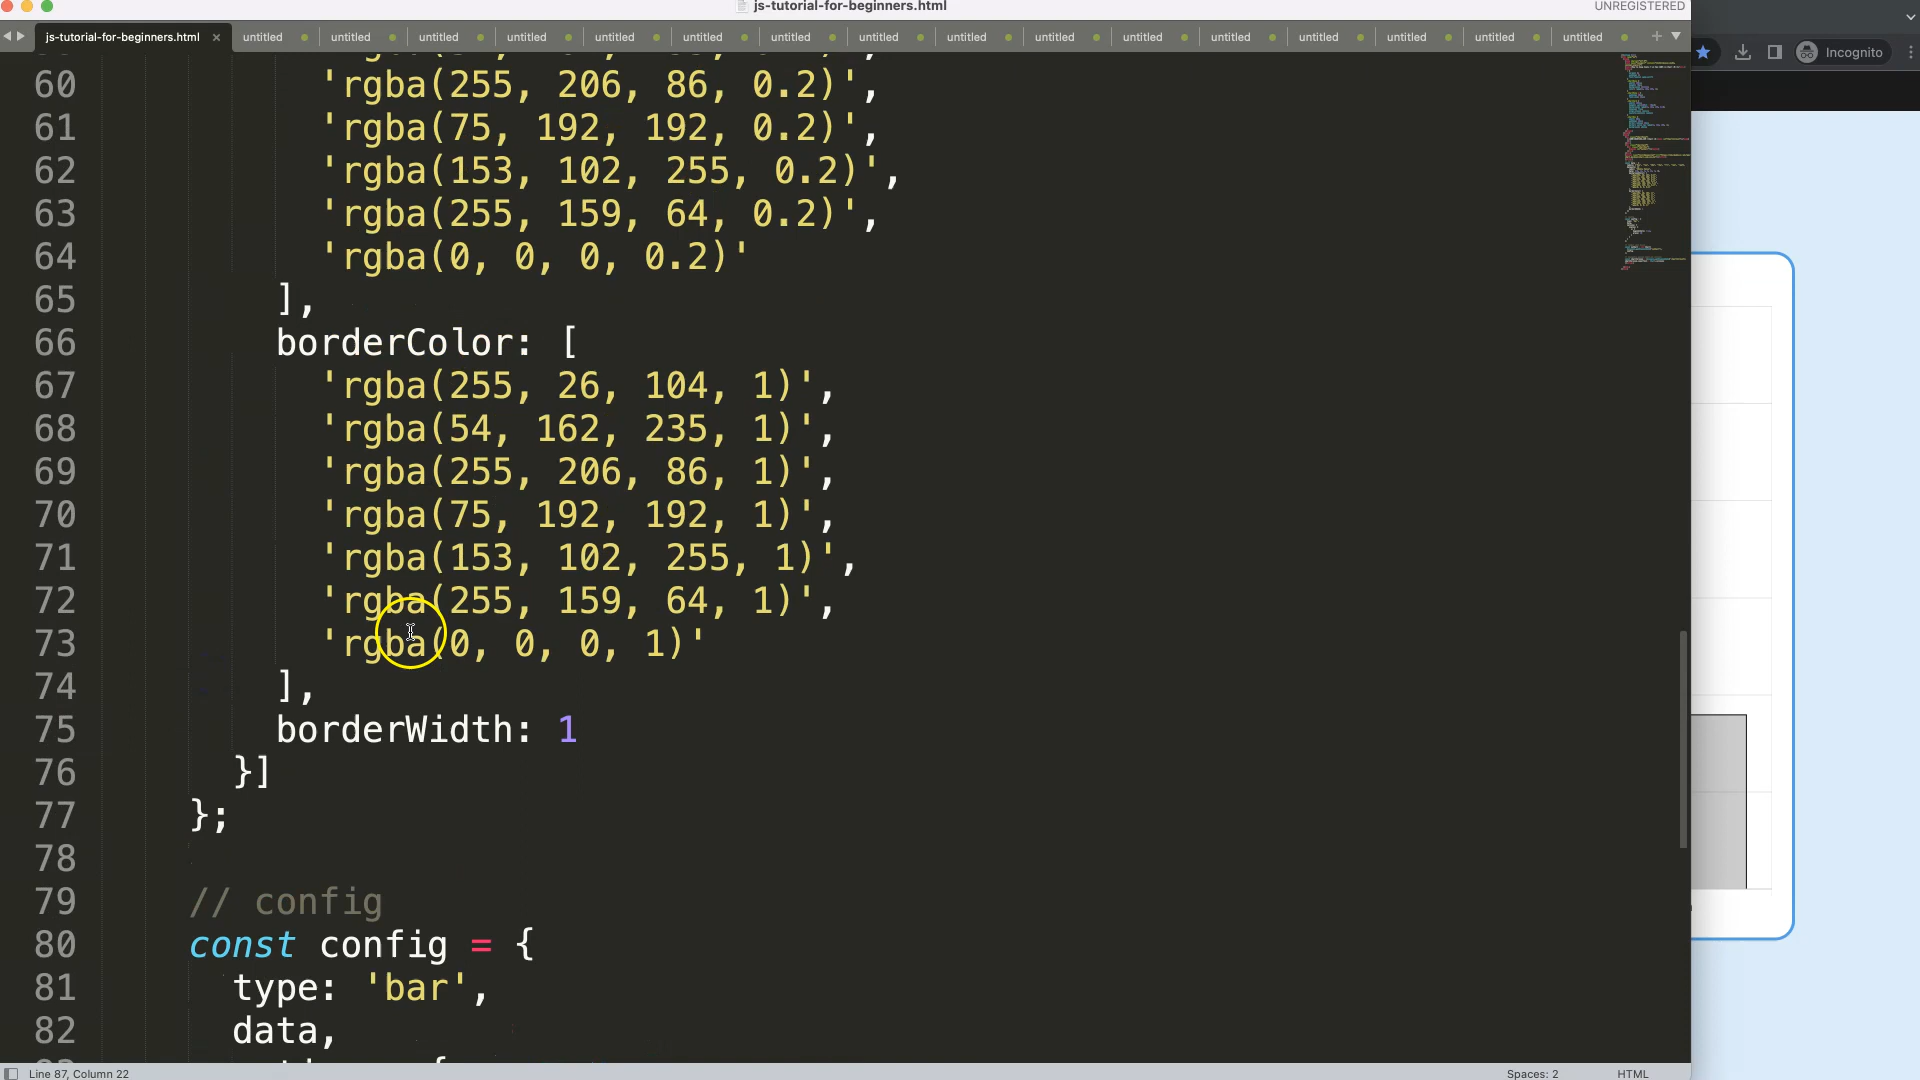 js-tutorial-for-beginners.html
UNREGISTERED
js-tutorial-for-beginners.html × untitled untitled untitled untitled untitled untitled untitled untitled untitled untitled untitled untitled untitled untitled untitled untitled
Incognito
60 'rgba(255, 206, 86, 0.2)',
61 'rgba(75, 192, 192, 0.2)',
62 'rgba(153, 102, 255, 0.2)',
63 'rgba(255, 159, 64, 0.2)',
64 'rgba(0, 0, 0, 0.2)'
65 ],
66 borderColor: [
67 'rgba(255, 26, 104, 1)',
68 'rgba(54, 162, 235, 1)',
69 'rgba(255, 206, 86, 1)',
70 'rgba(75, 192, 192, 1)',
71 'rgba(153, 102, 255, 1)',
72 'rgba(255, 159, 64, 1)',
73 'rgba(0, 0, 0, 1)'
74 ],
75 borderWidth: 1
76 }]
77 };
78
79 // config
80 const config = {
81 type: 'bar',
82 data,
Line 87, Column 22
Spaces: 2
HTML